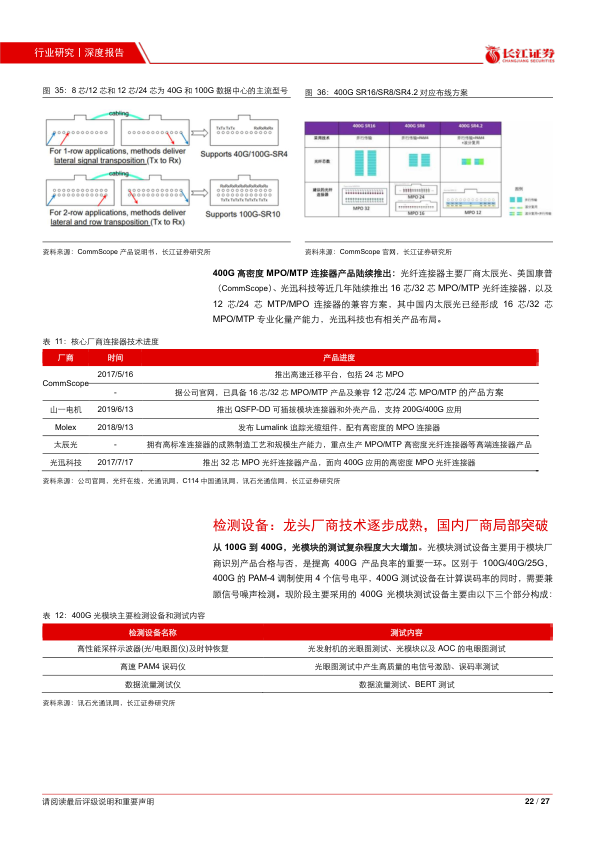 行业研究丨深度报告
长江证券
CHANGJIANG SECURITIES
图 35：8 芯/12 芯和 12 芯/24 芯为 40G 和 100G 数据中心的主流型号
cabling
For 1-row applications, methods deliver
lateral signal transposition (Tx to Rx)
TxTxTxTx RxRxRxRx
Supports 40G/100G-SR4
cabling
For 2-row applications, methods deliver
lateral and row transposition (Tx to Rx)
Supports 100G-SR10
资料来源：CommScope 产品说明书，长江证券研究所
图 36：400G SR16/SR8/SR4.2 对应布线方案
400G SR16 400G SR8 400G SR4.2
MPO 32
MPO 24
MPO 16
MPO 12
资料来源：CommScope 官网，长江证券研究所
400G 高密度 MPO/MTP 连接器产品陆续推出：光纤连接器主要厂商太辰光、美国康普
（CommScope）、光迅科技等近几年陆续推出 16 芯/32 芯 MPO/MTP 光纤连接器，以及
12 芯/24 芯 MTP/MPO 连接器的兼容方案，其中国内太辰光已经形成 16 芯/32 芯
MPO/MTP 专业化量产能力，光迅科技也有相关产品布局。
表 11：核心厂商连接器技术进度
厂商 时间 产品进度
CommScope 2017/5/16 推出高速迁移平台，包括 24 芯 MPO
- 据公司官网，已具备 16 芯/32 芯 MPO/MTP 产品及兼容 12 芯/24 芯 MPO/MTP 的产品方案
山一电机 2019/6/13 推出 QSFP-DD 可插拔模块连接器和外壳产品，支持 200G/400G 应用
Molex 2018/9/13 发布 Lumalink 追踪光缆组件，配有高密度的 MPO 连接器
太辰光 - 拥有高标准连接器的成熟制造工艺和规模生产能力，重点生产 MPO/MTP 高密度光纤连接器等高端连接器产品
光迅科技 2017/7/17 推出 32 芯 MPO 光纤连接器产品，面向 400G 应用的高密度 MPO 光纤连接器
资料来源：公司官网，光纤在线，光通讯网，C114 中国通讯网，讯石光通信网，长江证券研究所
检测设备：龙头厂商技术逐步成熟，国内厂商局部突破
从 100G 到 400G，光模块的测试复杂程度大大增加。光模块测试设备主要用于模块厂
商识别产品合格与否，是提高 400G 产品良率的重要一环。区别于 100G/40G/25G，
400G 的 PAM-4 调制使用 4 个信号电平，400G 测试设备在计算误码率的同时，需要兼
顾信号噪声检测。现阶段主要采用的 400G 光模块测试设备主要由以下三个部分构成：
表 12：400G 光模块主要检测设备和测试内容
检测设备名称 测试内容
高性能采样示波器(光/电眼图仪)及时钟恢复 光发射机的光眼图测试、光模块以及 AOC 的电眼图测试
高速 PAM4 误码仪 光眼图测试中产生高质量的电信号激励、误码率测试
数据流量测试仪 数据流量测试、BERT 测试
资料来源：讯石光通讯网，长江证券研究所
请阅读最后评级说明和重要声明
22 / 27